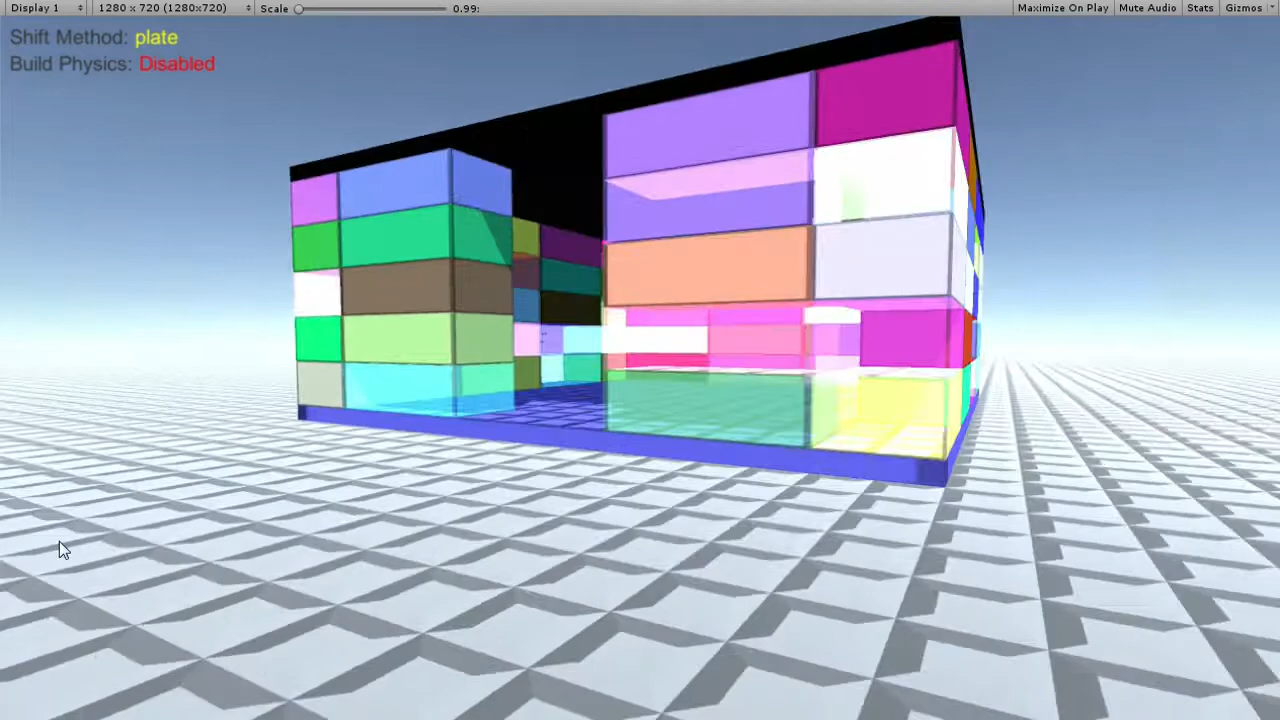 Display 1 1280 x 720 (1280x720) Scale 0.99: Maximize On Play Mute Audio Stats Gizmos
Shift Method: plate
Build Physics: Disabled